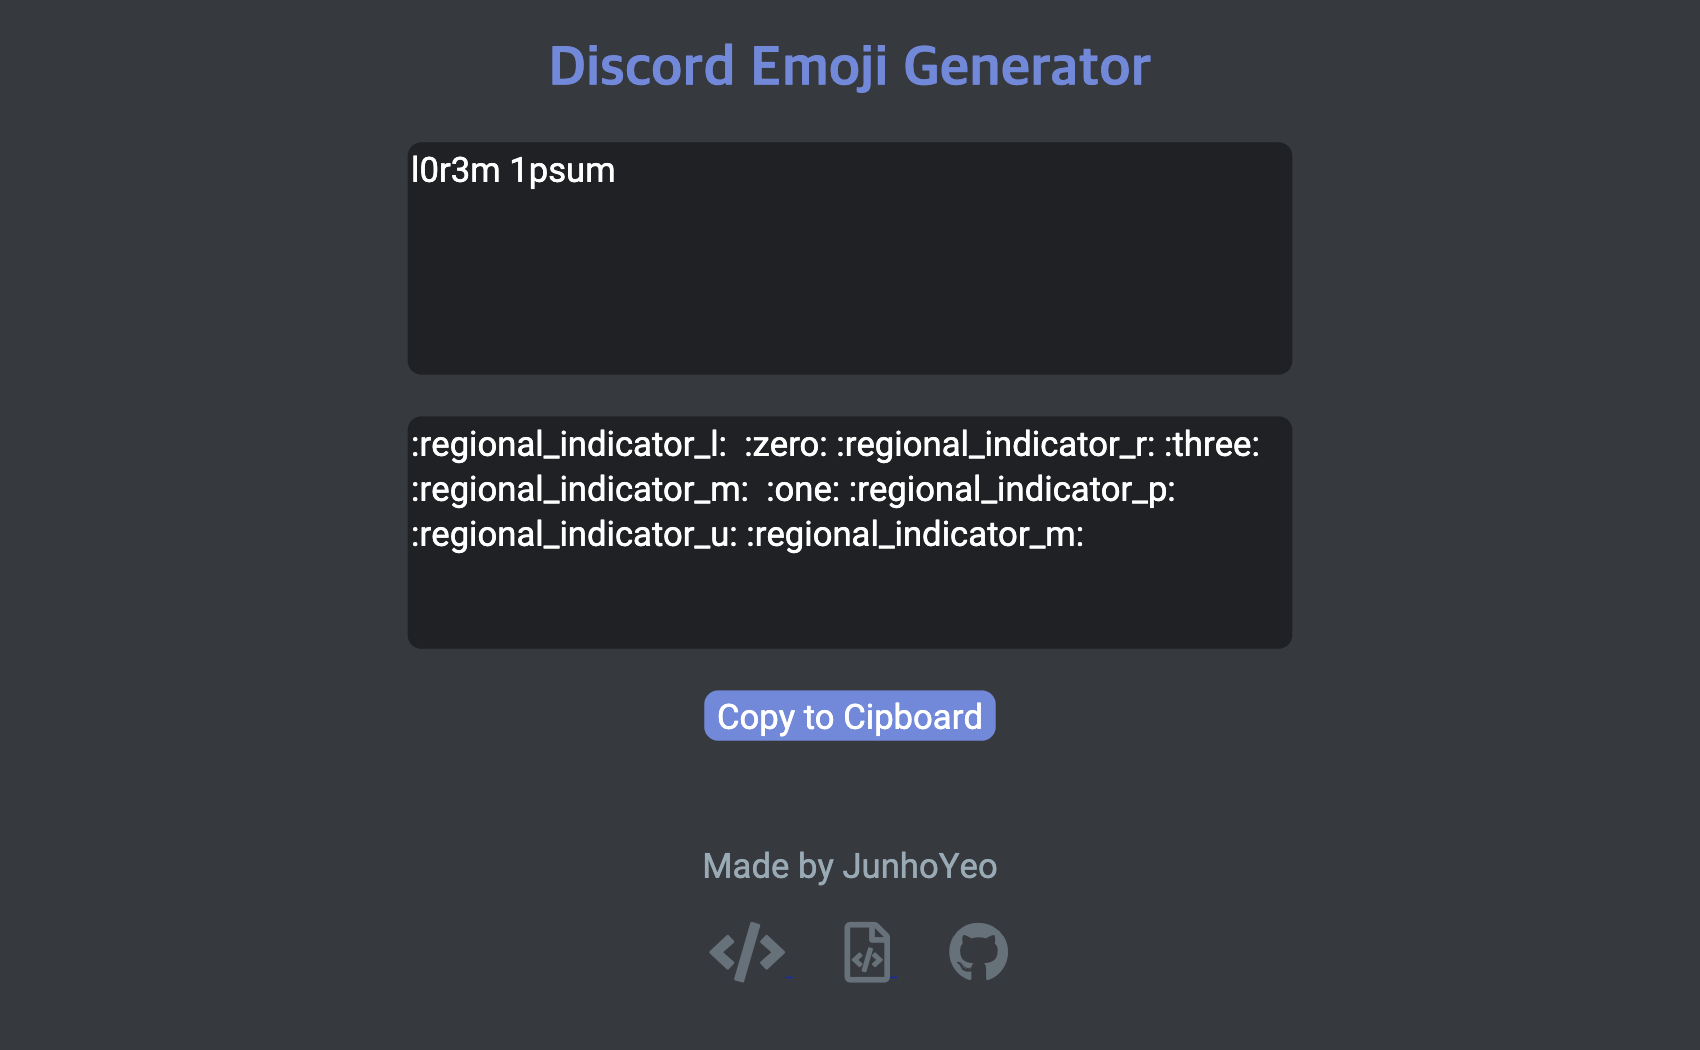 Discord Emoji Generator
l0r3m 1psum
:regional_indicator_l:  :zero: :regional_indicator_r: :three:
:regional_indicator_m:  :one: :regional_indicator_p:
:regional_indicator_u: :regional_indicator_m:
Copy to Cipboard
Made by JunhoYeo